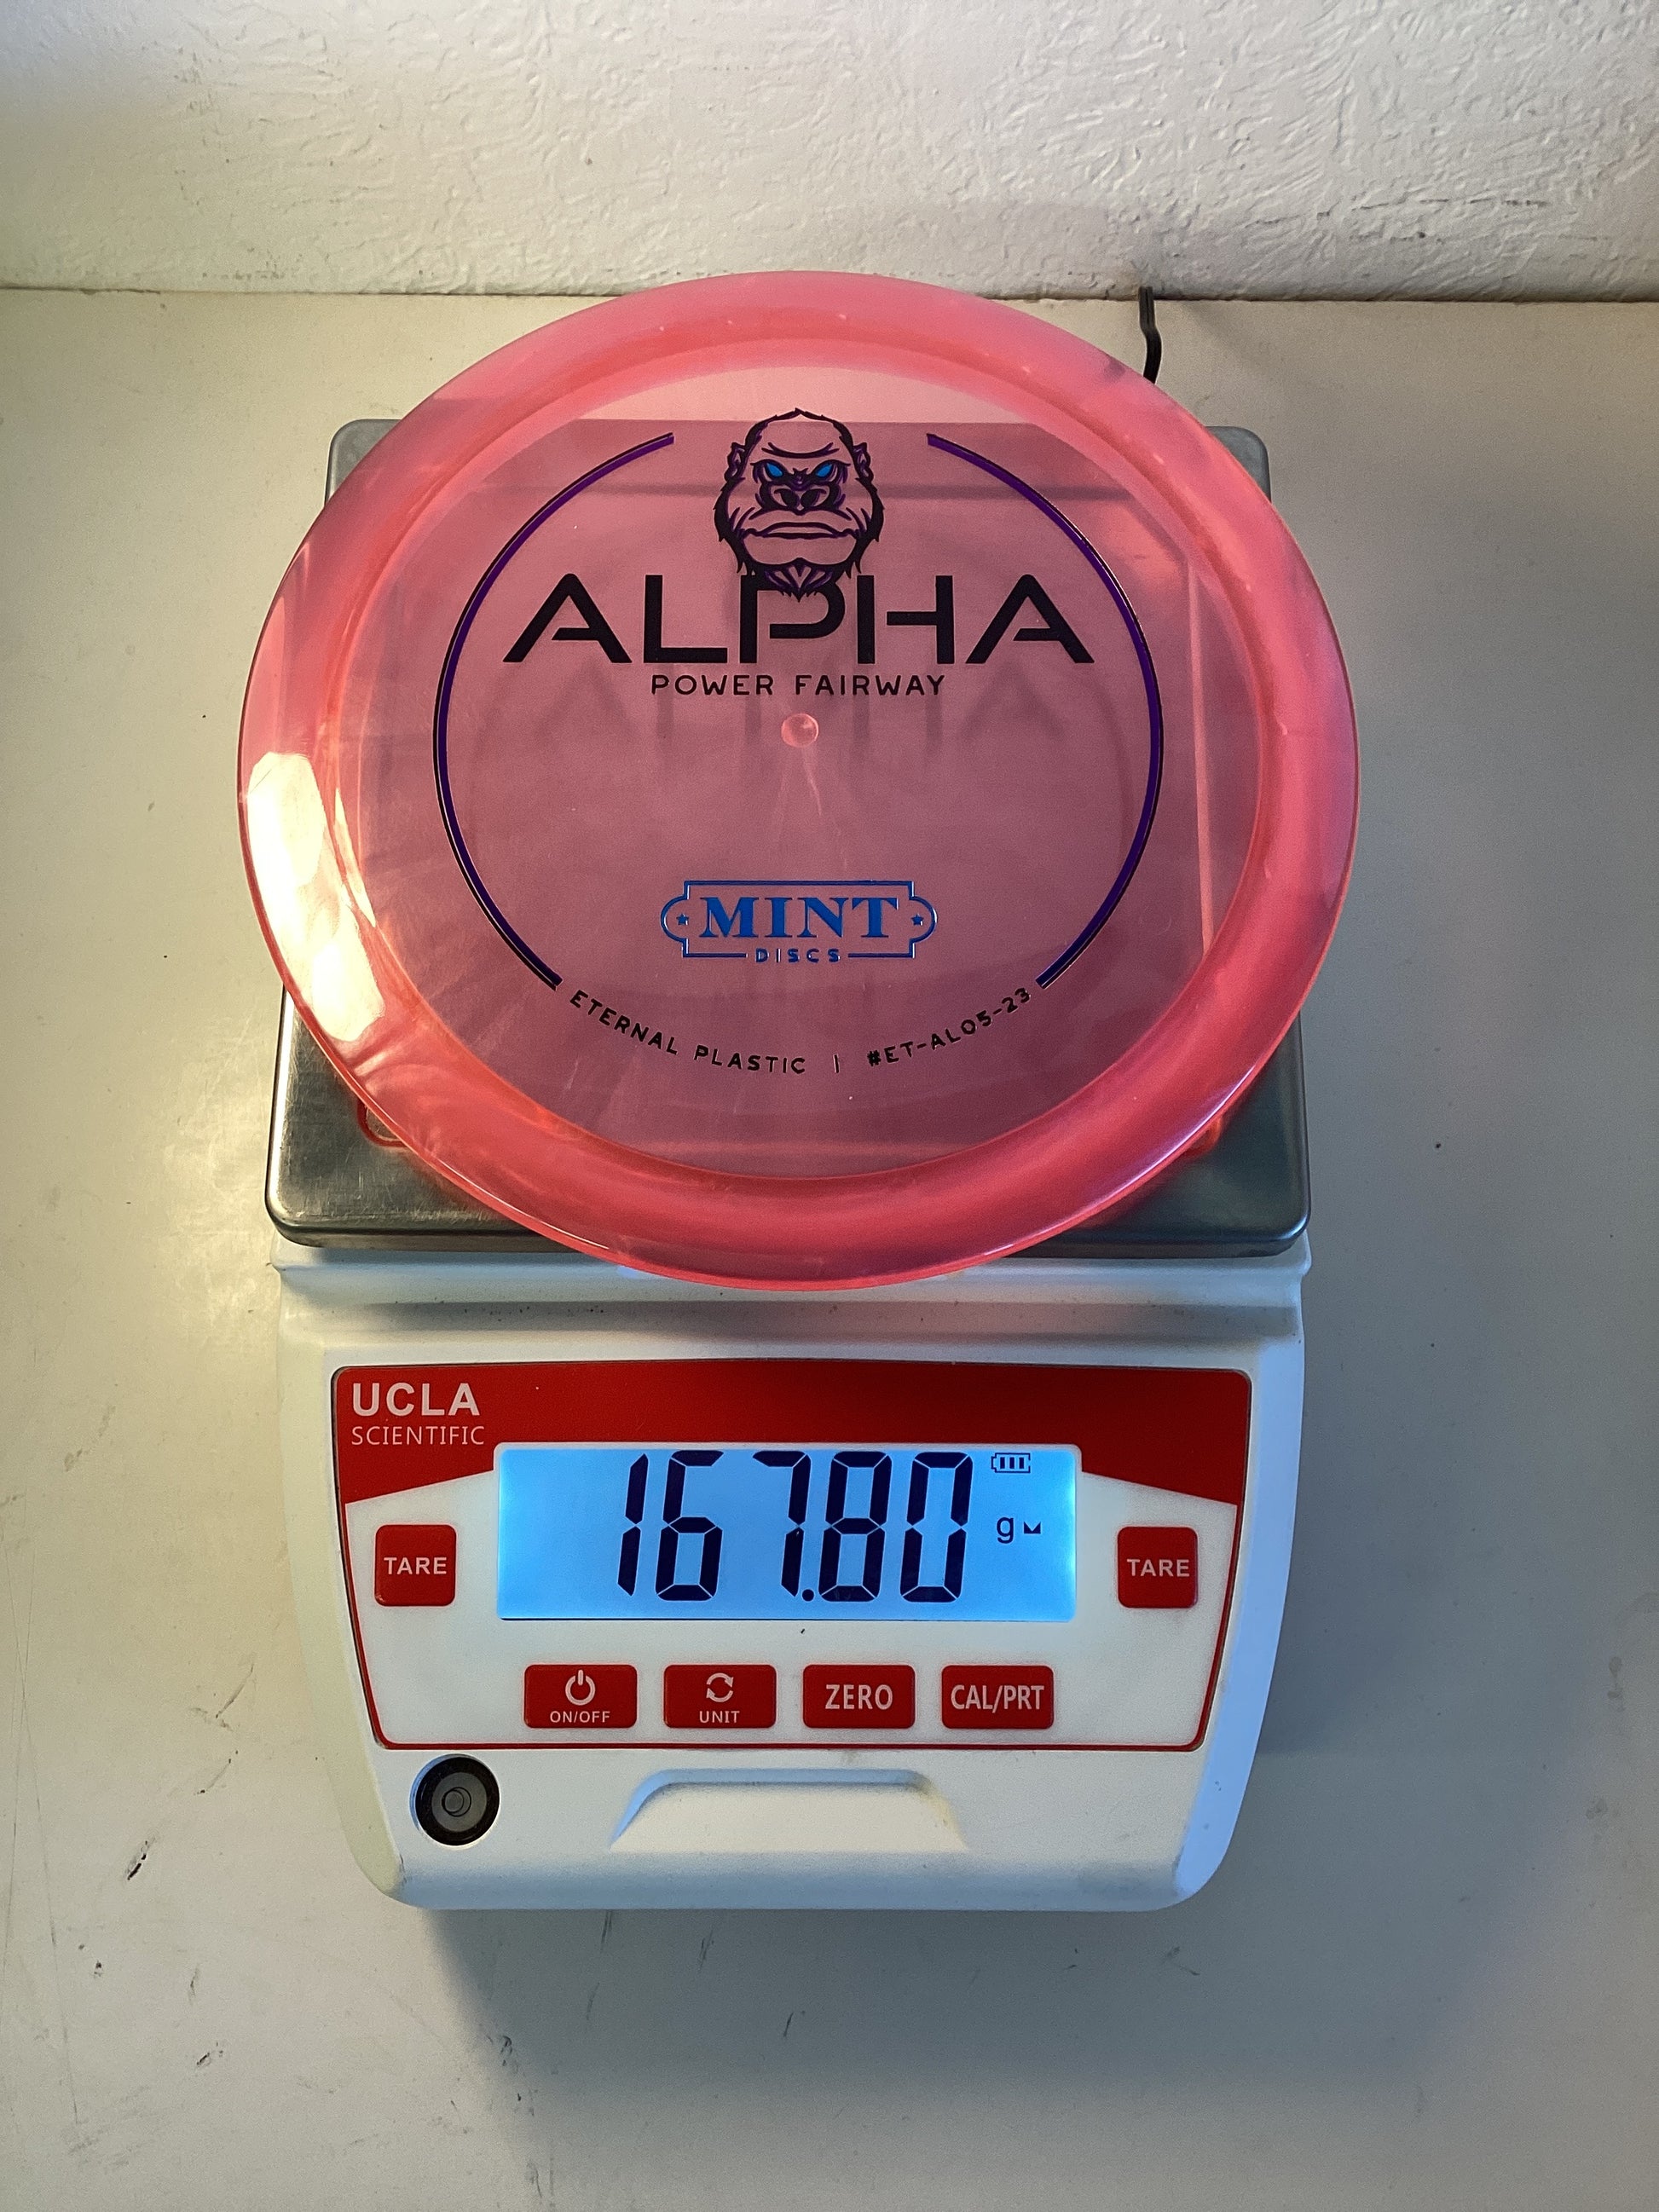 ALPHA
POWER FAIRWAY
MINT
DISCS
ETERNAL PLASTIC | #ET-AL05-23
UCLA
SCIENTIFIC
167.80
g
TARE
TARE
ON/OFF
UNIT
ZERO
CAL/PRT